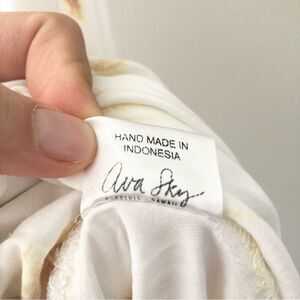 HAND MADE IN
INDONESIA
Ava Sky
HONOLULU HAWAII